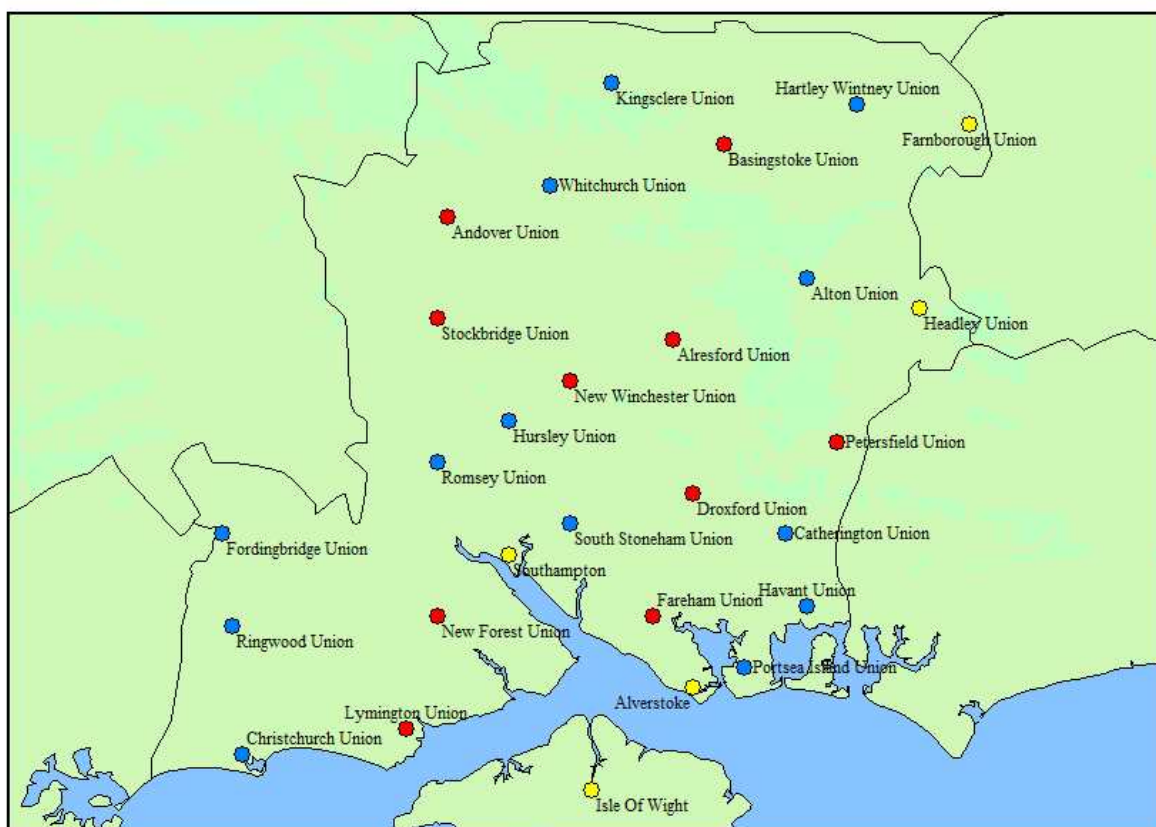 Hartley Wintney Union
Kingsclere Union
Farnborough Union
Basingstoke Union
Whitchurch Union
Andover Union
Alton Union
Headley Union
Stockbridge Union
Alresford Union
New Winchester Union
Hursley Union
Petersfield Union
Romsey Union
Droxford Union
South Stoneham Union
Catherington Union
Fordingbridge Union
Southampton
Havant Union
Fareham Union
New Forest Union
Ringwood Union
Portsea Island Union
Alverstoke
Lymington Union
Christchurch Union
Isle Of Wight